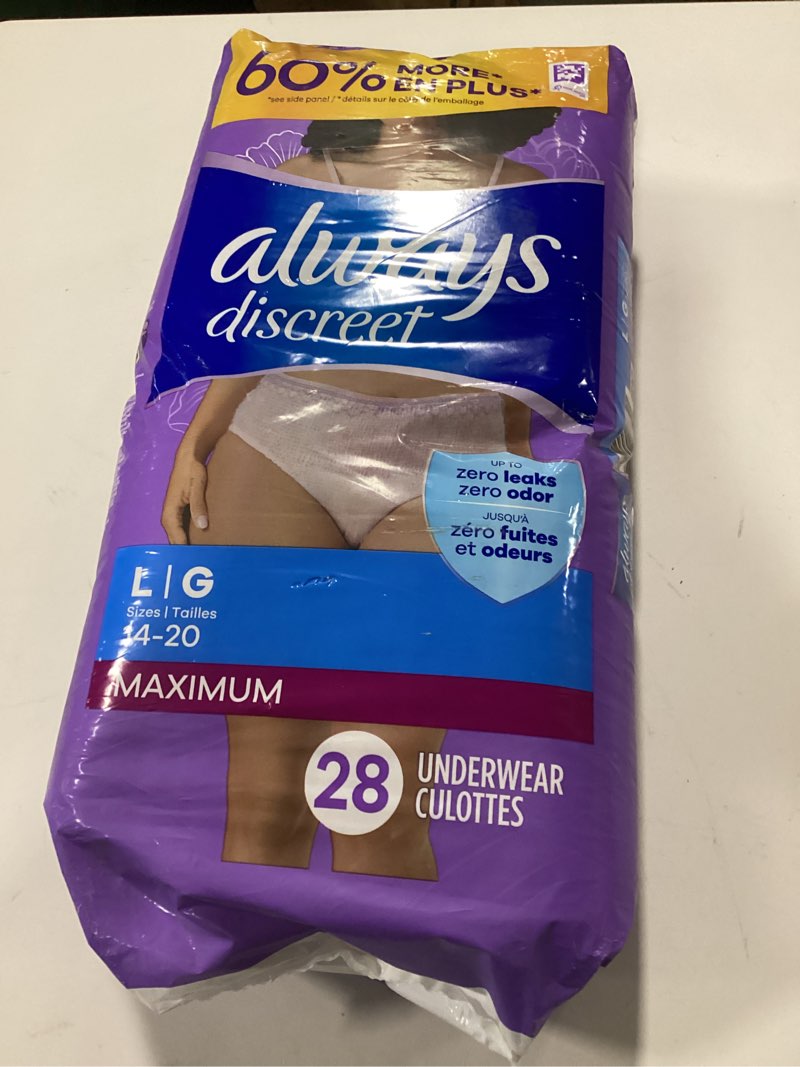 60% MORE*
EN PLUS*
*see side panel / *détails sur le côté de l'emballage
always
discreet
UP TO
zero leaks
zero odor
JUSQU'À
zéro fuites
et odeurs
L | G
Sizes | Tailles
14-20
MAXIMUM
28
UNDERWEAR
CULOTTES
L | G
always